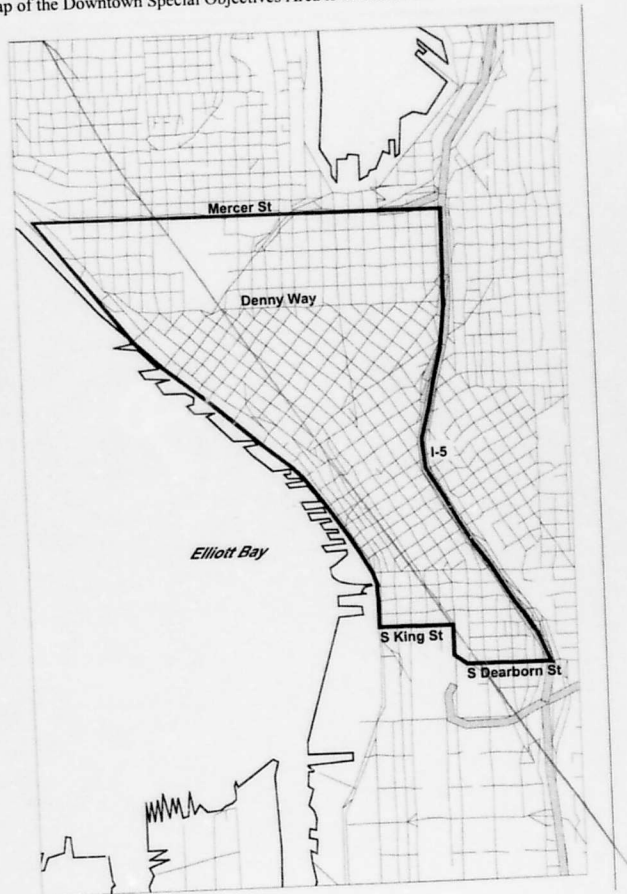 ap of the Downtown Special Objectives Area
Mercer St
Denny Way
I-5
Elliott Bay
S King St
S Dearborn St